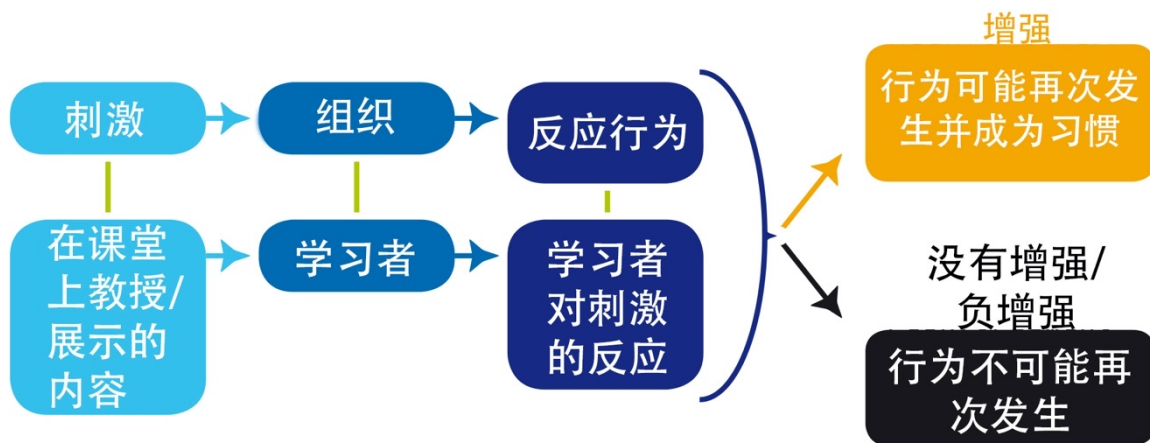 刺激
组织
反应行为
在课堂
上教授/
展示的
内容
学习者
学习者
对刺激
的反应
增强
行为可能再次发
生并成为习惯
没有增强/
负增强
行为不可能再
次发生